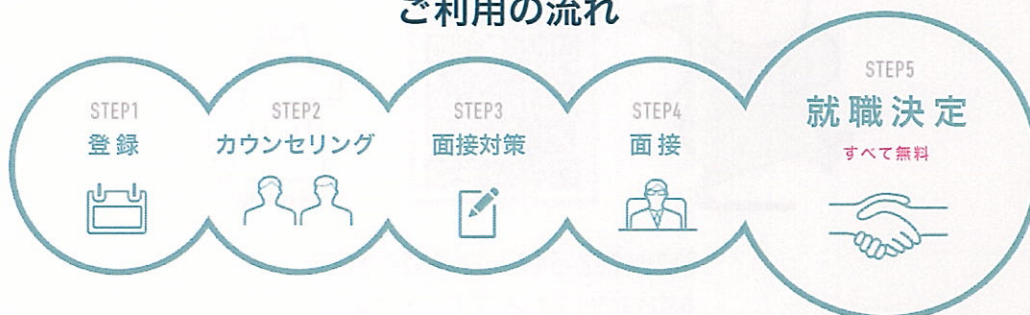 ご利用の流れ
STEP1
登録
STEP2
カウンセリング
STEP3
面接対策
STEP4
面接
STEP5
就職決定
すべて無料